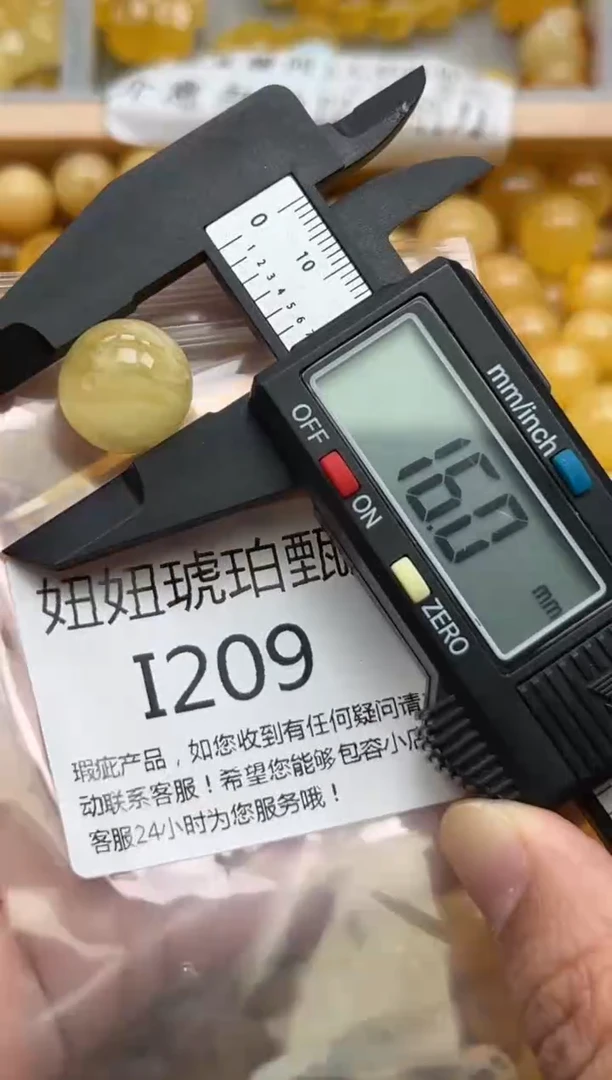 0
10
1 2 3 4 5 6
mm/inch
OFF
ON
16.0
mm
ZERO
妞妞琥珀甄
I209
瑕疵产品，如您收到有任何疑问请
动联系客服！希望您能够包容小店
客服24小时为您服务哦！